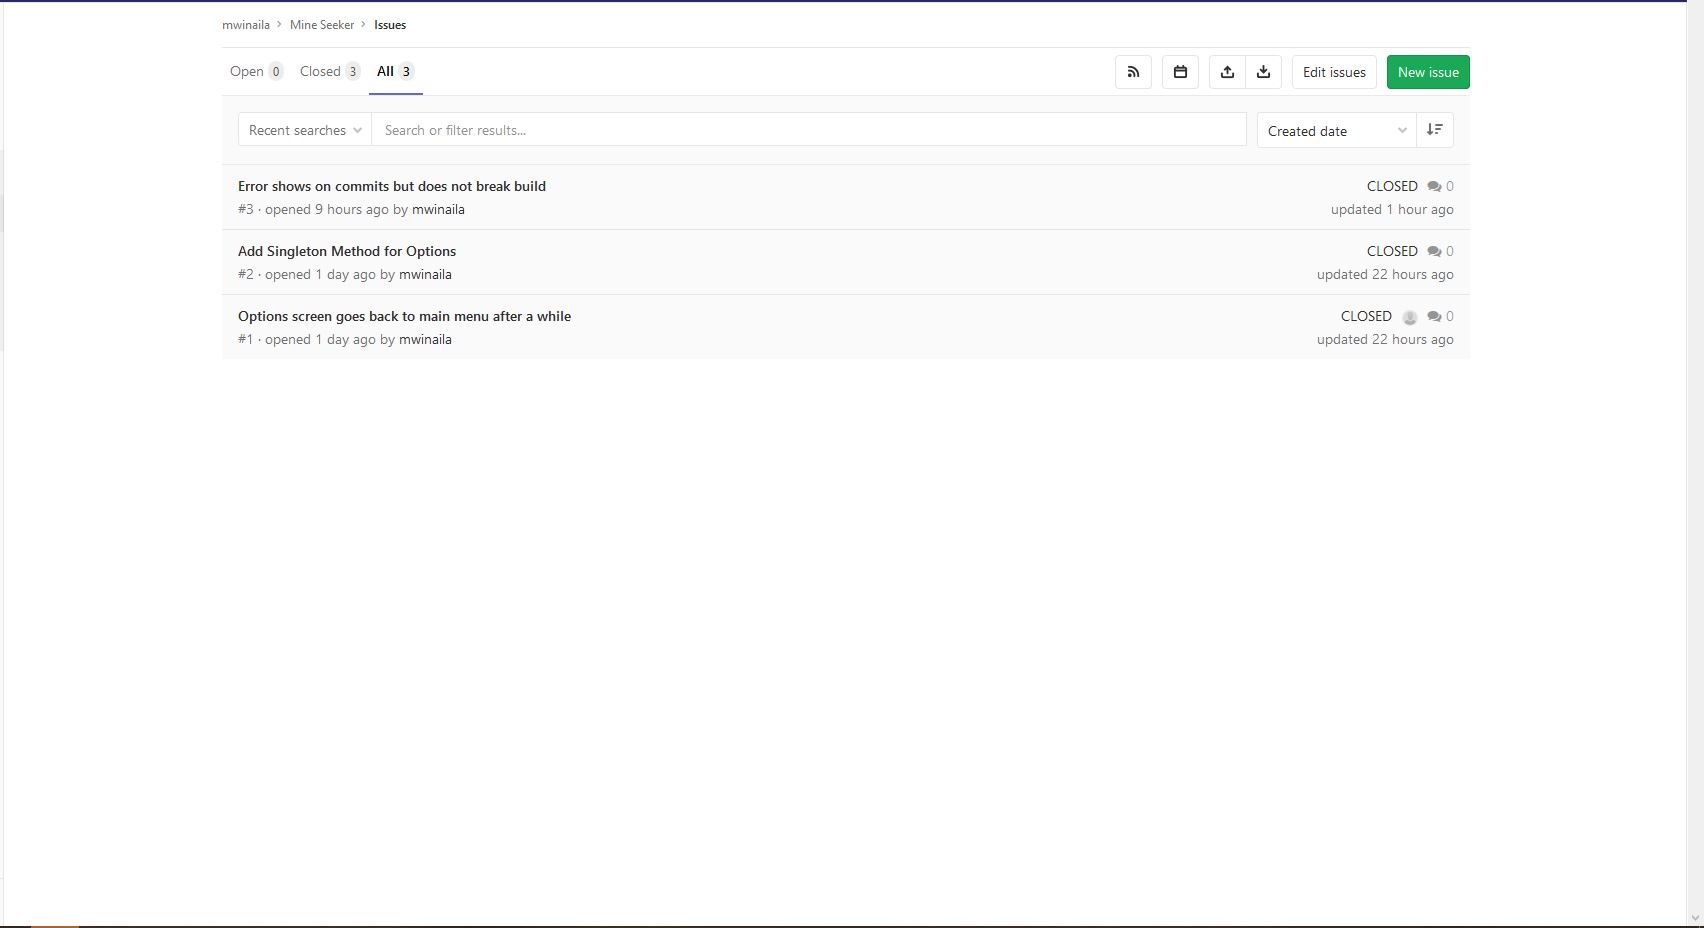 mwinaila > Mine Seeker > Issues
Open 0 Closed 3 All 3 Edit issues New issue
Recent searches Search or filter results... Created date
Error shows on commits but does not break build CLOSED 0
#3 · opened 9 hours ago by mwinaila updated 1 hour ago
Add Singleton Method for Options CLOSED 0
#2 · opened 1 day ago by mwinaila updated 22 hours ago
Options screen goes back to main menu after a while CLOSED 0
#1 · opened 1 day ago by mwinaila updated 22 hours ago